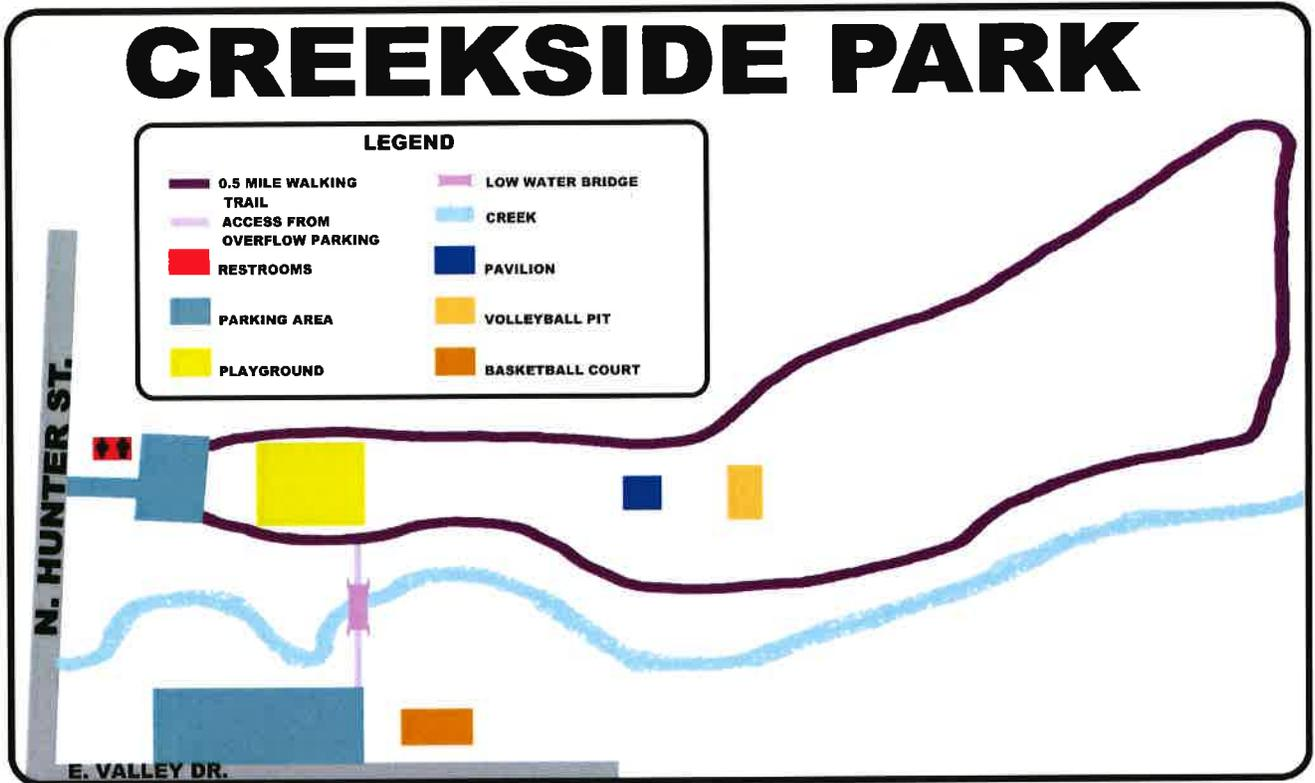 CREEKSIDE PARK
LEGEND
0.5 MILE WALKING
TRAIL
ACCESS FROM
OVERFLOW PARKING
RESTROOMS
PARKING AREA
PLAYGROUND
LOW WATER BRIDGE
CREEK
PAVILION
VOLLEYBALL PIT
BASKETBALL COURT
N. HUNTER ST.
E. VALLEY DR.